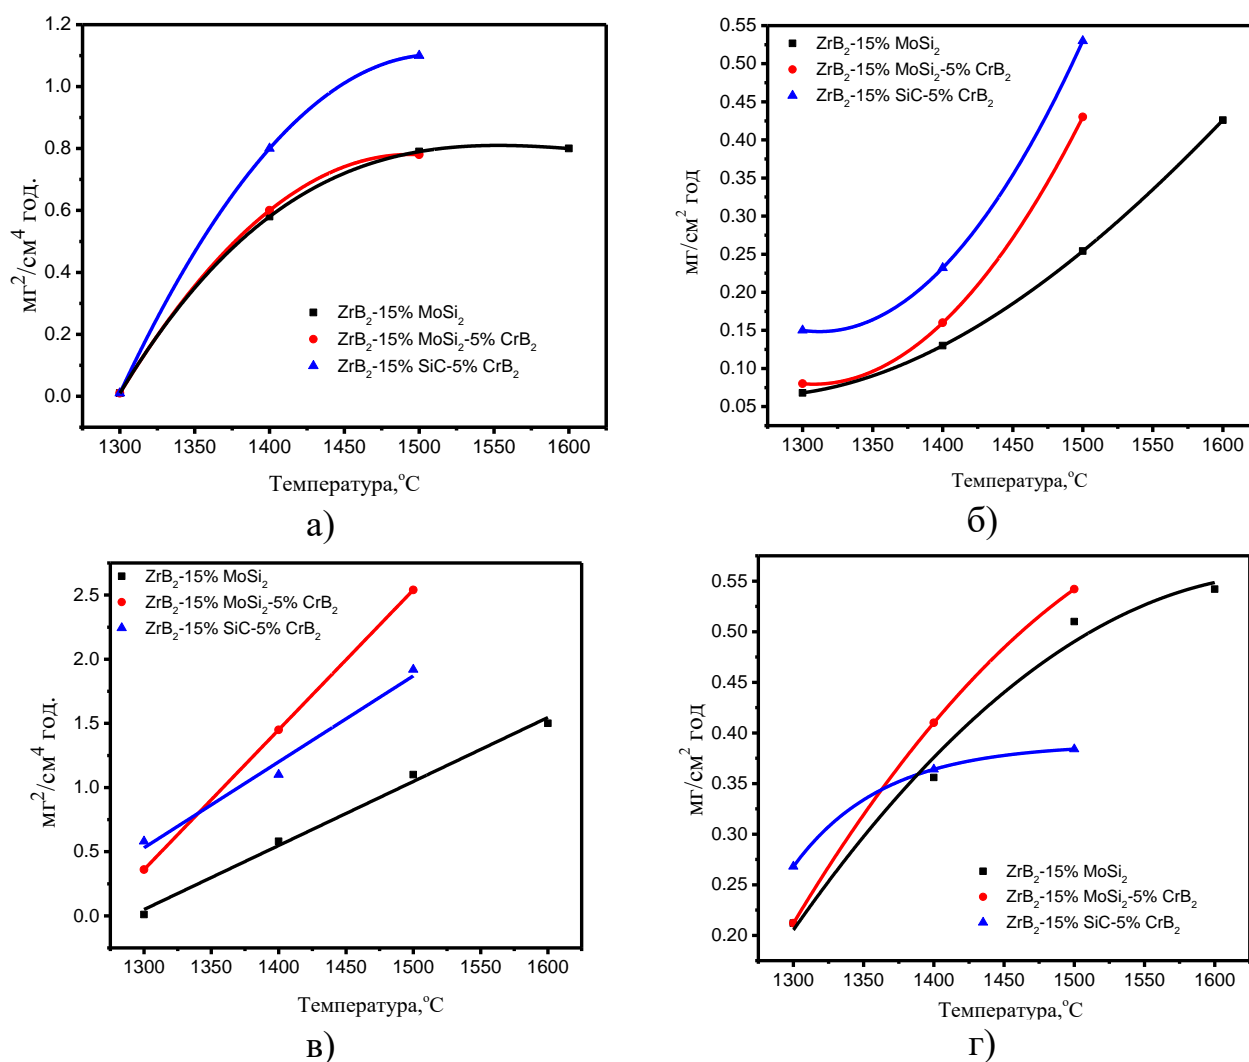 1.2
1.0
0.8
0.6
0.4
0.2
0.0
мг²/см⁴ год.
ZrB₂-15% MoSi₂
ZrB₂-15% MoSi₂-5% CrB₂
ZrB₂-15% SiC-5% CrB₂
1300 1350 1400 1450 1500 1550 1600
Температура,°C
а)
0.55
0.50
0.45
0.40
0.35
0.30
0.25
0.20
0.15
0.10
0.05
мг/см² год
ZrB₂-15% MoSi₂
ZrB₂-15% MoSi₂-5% CrB₂
ZrB₂-15% SiC-5% CrB₂
1300 1350 1400 1450 1500 1550 1600
Температура,°C
б)
2.5
2.0
1.5
1.0
0.5
0.0
мг²/см⁴ год.
ZrB₂-15% MoSi₂
ZrB₂-15% MoSi₂-5% CrB₂
ZrB₂-15% SiC-5% CrB₂
1300 1350 1400 1450 1500 1550 1600
Температура,°C
в)
0.55
0.50
0.45
0.40
0.35
0.30
0.25
0.20
мг/см² год
ZrB₂-15% MoSi₂
ZrB₂-15% MoSi₂-5% CrB₂
ZrB₂-15% SiC-5% CrB₂
1300 1350 1400 1450 1500 1550 1600
Температура,°C
г)